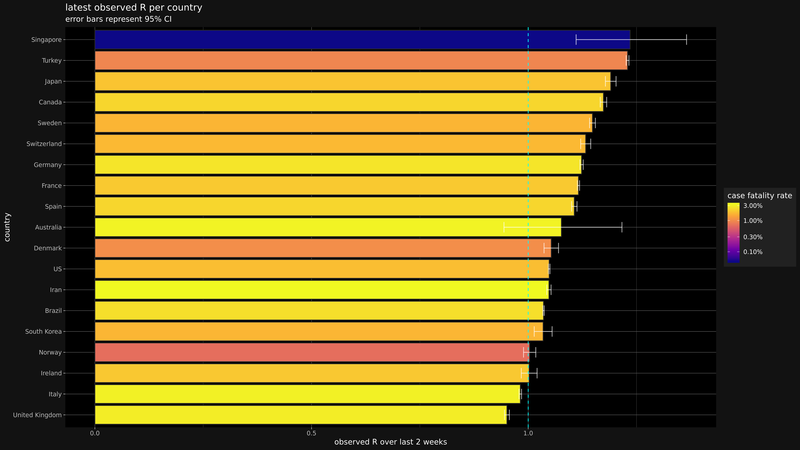 latest observed R per country
error bars represent 95% CI
country
Singapore
Turkey
Japan
Canada
Sweden
Switzerland
Germany
France
Spain
Australia
Denmark
US
Iran
Brazil
South Korea
Norway
Ireland
Italy
United Kingdom
0.0 0.5 1.0
observed R over last 2 weeks
case fatality rate
3.00%
1.00%
0.30%
0.10%